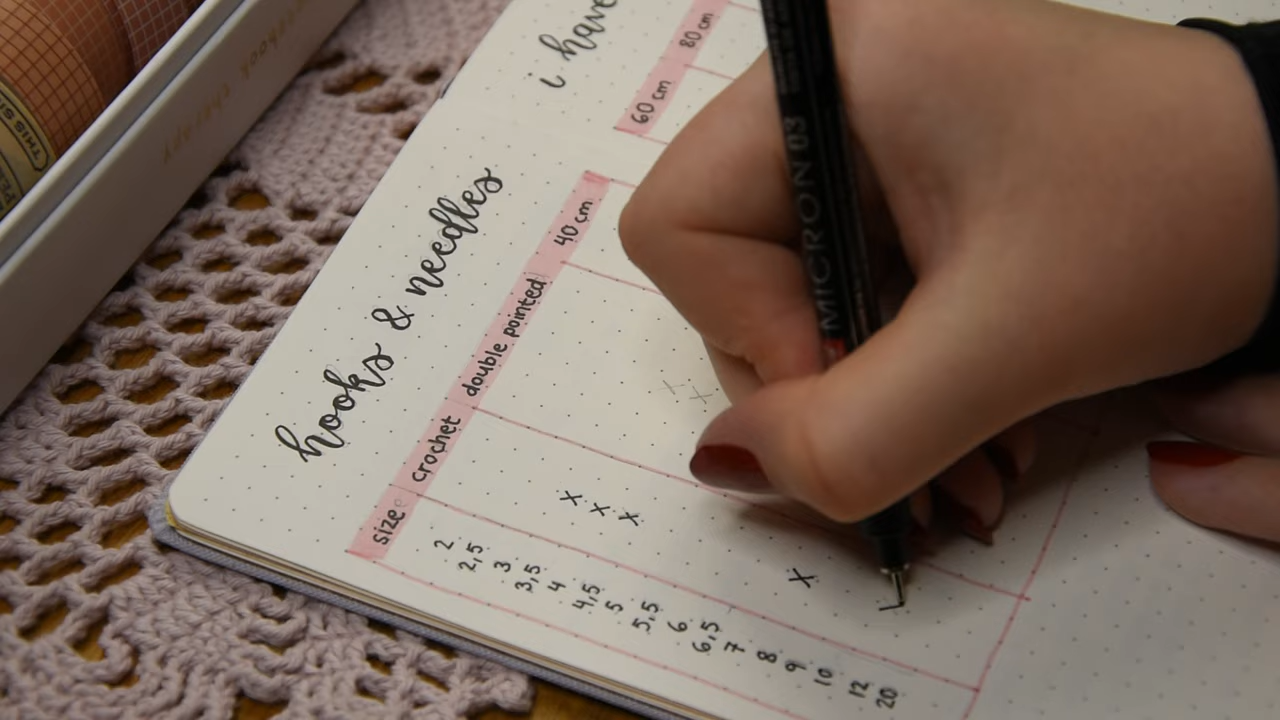 i have
hooks & needles
size crochet double pointed 40 cm 60 cm 80 cm
2
2,5
3
3,5
4 x
4,5 x
5 x
5,5
6
6,5
7
8
9
10 x
12
20
MICRON 03
THIS